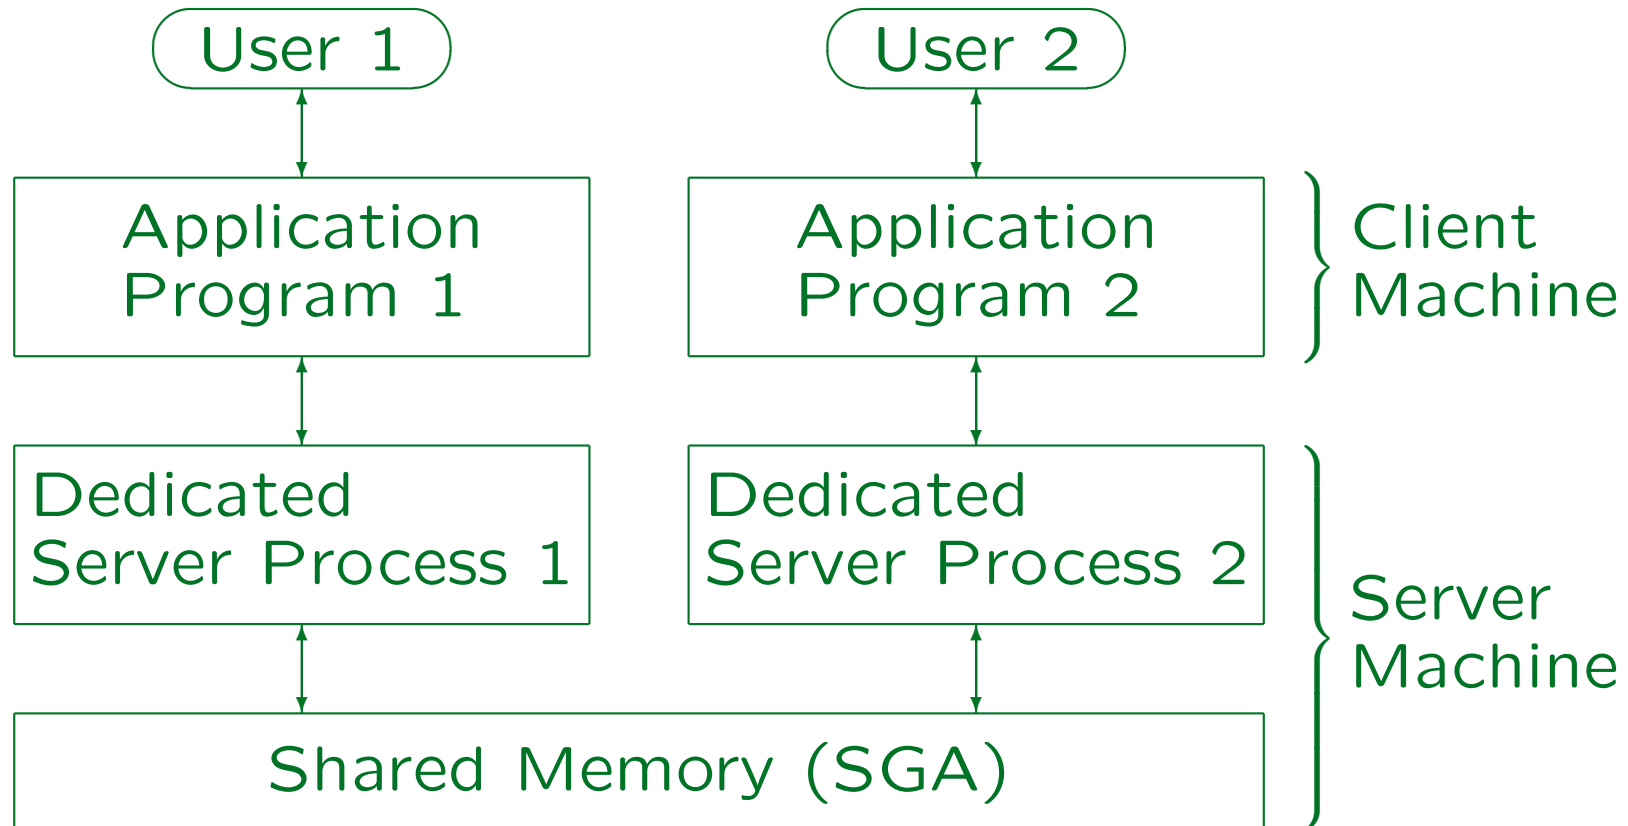 User 1
User 2
Application
Program 1
Application
Program 2
Client
Machine
Dedicated
Server Process 1
Dedicated
Server Process 2
Server
Machine
Shared Memory (SGA)